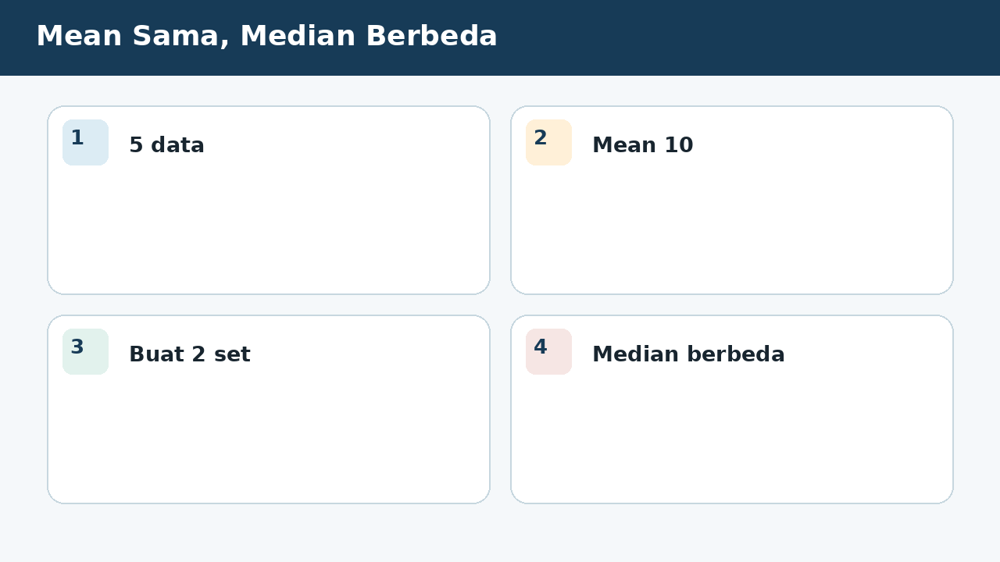 Mean Sama, Median Berbeda
1 5 data
2 Mean 10
3 Buat 2 set
4 Median berbeda